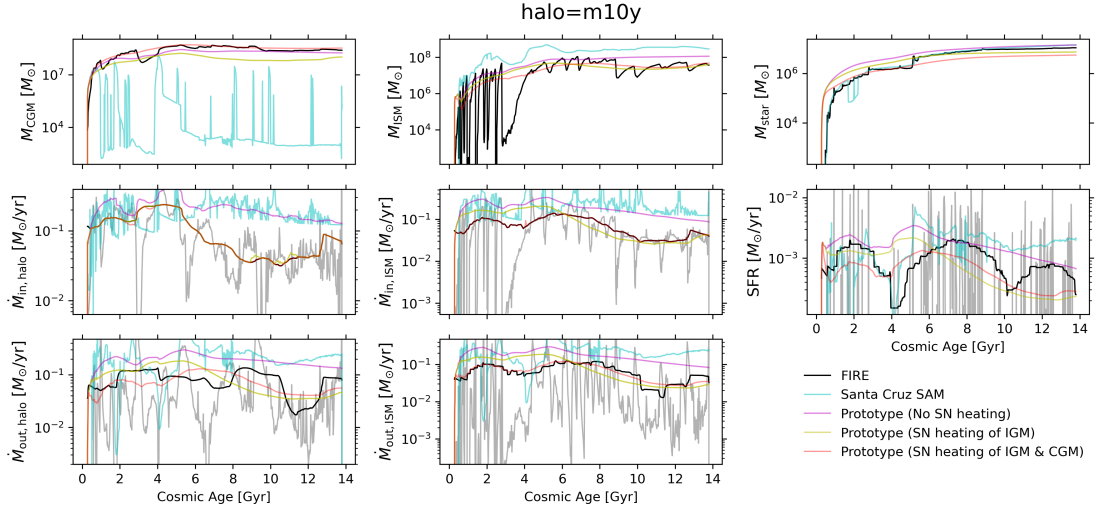 halo=m10y
M_CGM [M_⊙]
10^7
10^4
M_ISM [M_⊙]
10^8
10^6
10^4
M_star [M_⊙]
10^6
10^4
Ṁ_in, halo [M_⊙/yr]
10^-1
10^-2
Ṁ_in, ISM [M_⊙/yr]
10^-1
10^-2
10^-3
SFR [M_⊙/yr]
10^-2
10^-3
0 2 4 6 8 10 12 14
Cosmic Age [Gyr]
Ṁ_out, halo [M_⊙/yr]
10^-1
10^-2
0 2 4 6 8 10 12 14
Cosmic Age [Gyr]
Ṁ_out, ISM [M_⊙/yr]
10^-1
10^-2
10^-3
0 2 4 6 8 10 12 14
Cosmic Age [Gyr]
FIRE
Santa Cruz SAM
Prototype (No SN heating)
Prototype (SN heating of IGM)
Prototype (SN heating of IGM & CGM)